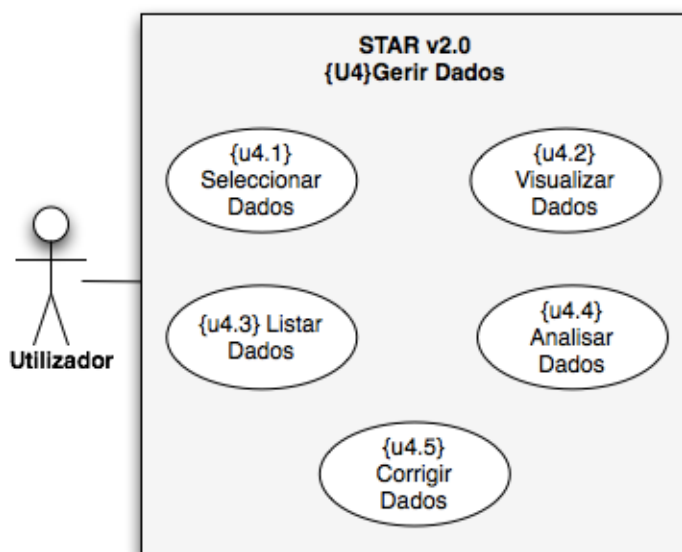 STAR v2.0
{U4}Gerir Dados
{u4.1}
Seleccionar
Dados
{u4.2}
Visualizar
Dados
{u4.3} Listar
Dados
{u4.4}
Analisar
Dados
{u4.5}
Corrigir
Dados
Utilizador